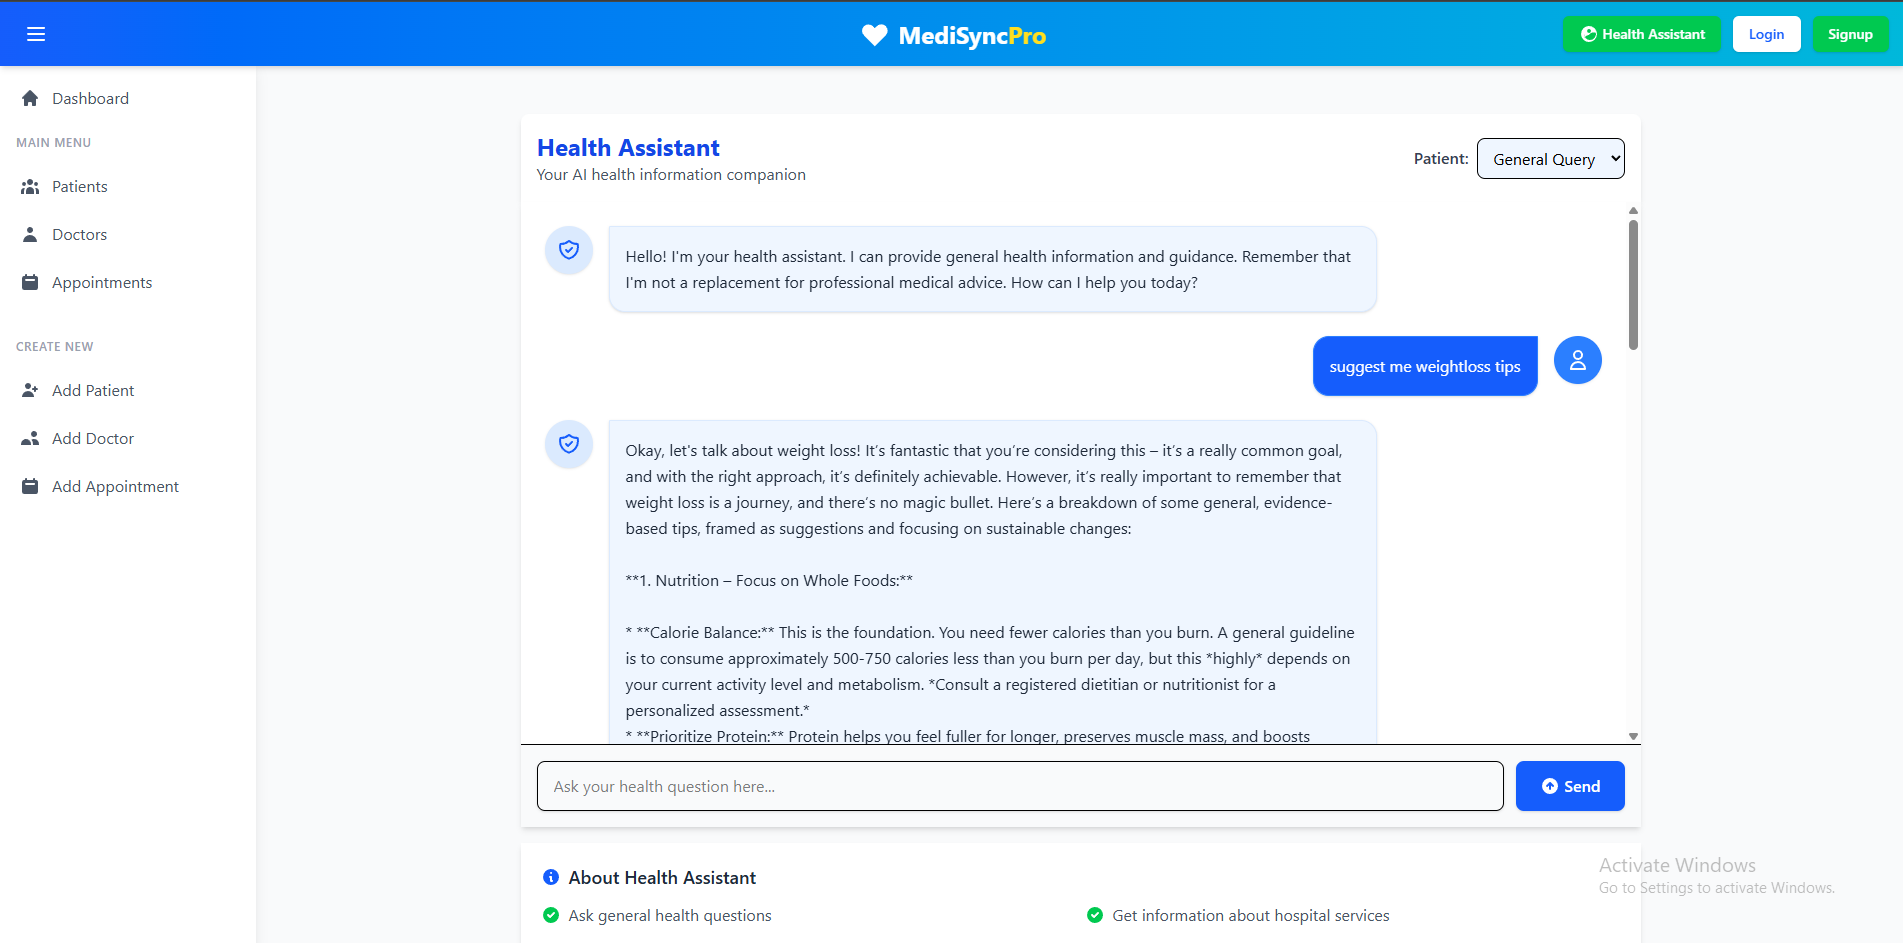 MediSyncPro
Health Assistant
Login
Signup
Dashboard
MAIN MENU
Patients
Doctors
Appointments
CREATE NEW
Add Patient
Add Doctor
Add Appointment
Health Assistant
Your AI health information companion
Patient:
General Query
Hello! I'm your health assistant. I can provide general health information and guidance. Remember that
I'm not a replacement for professional medical advice. How can I help you today?
suggest me weightloss tips
Okay, let's talk about weight loss! It’s fantastic that you’re considering this – it’s a really common goal,
and with the right approach, it’s definitely achievable. However, it’s really important to remember that
weight loss is a journey, and there’s no magic bullet. Here’s a breakdown of some general, evidence-
based tips, framed as suggestions and focusing on sustainable changes:
**1. Nutrition – Focus on Whole Foods:**
* **Calorie Balance:** This is the foundation. You need fewer calories than you burn. A general guideline
is to consume approximately 500-750 calories less than you burn per day, but this *highly* depends on
your current activity level and metabolism. *Consult a registered dietitian or nutritionist for a
personalized assessment.*
* **Prioritize Protein:** Protein helps you feel fuller for longer, preserves muscle mass, and boosts
Ask your health question here...
Send
About Health Assistant
Ask general health questions
Get information about hospital services
Activate Windows
Go to Settings to activate Windows.